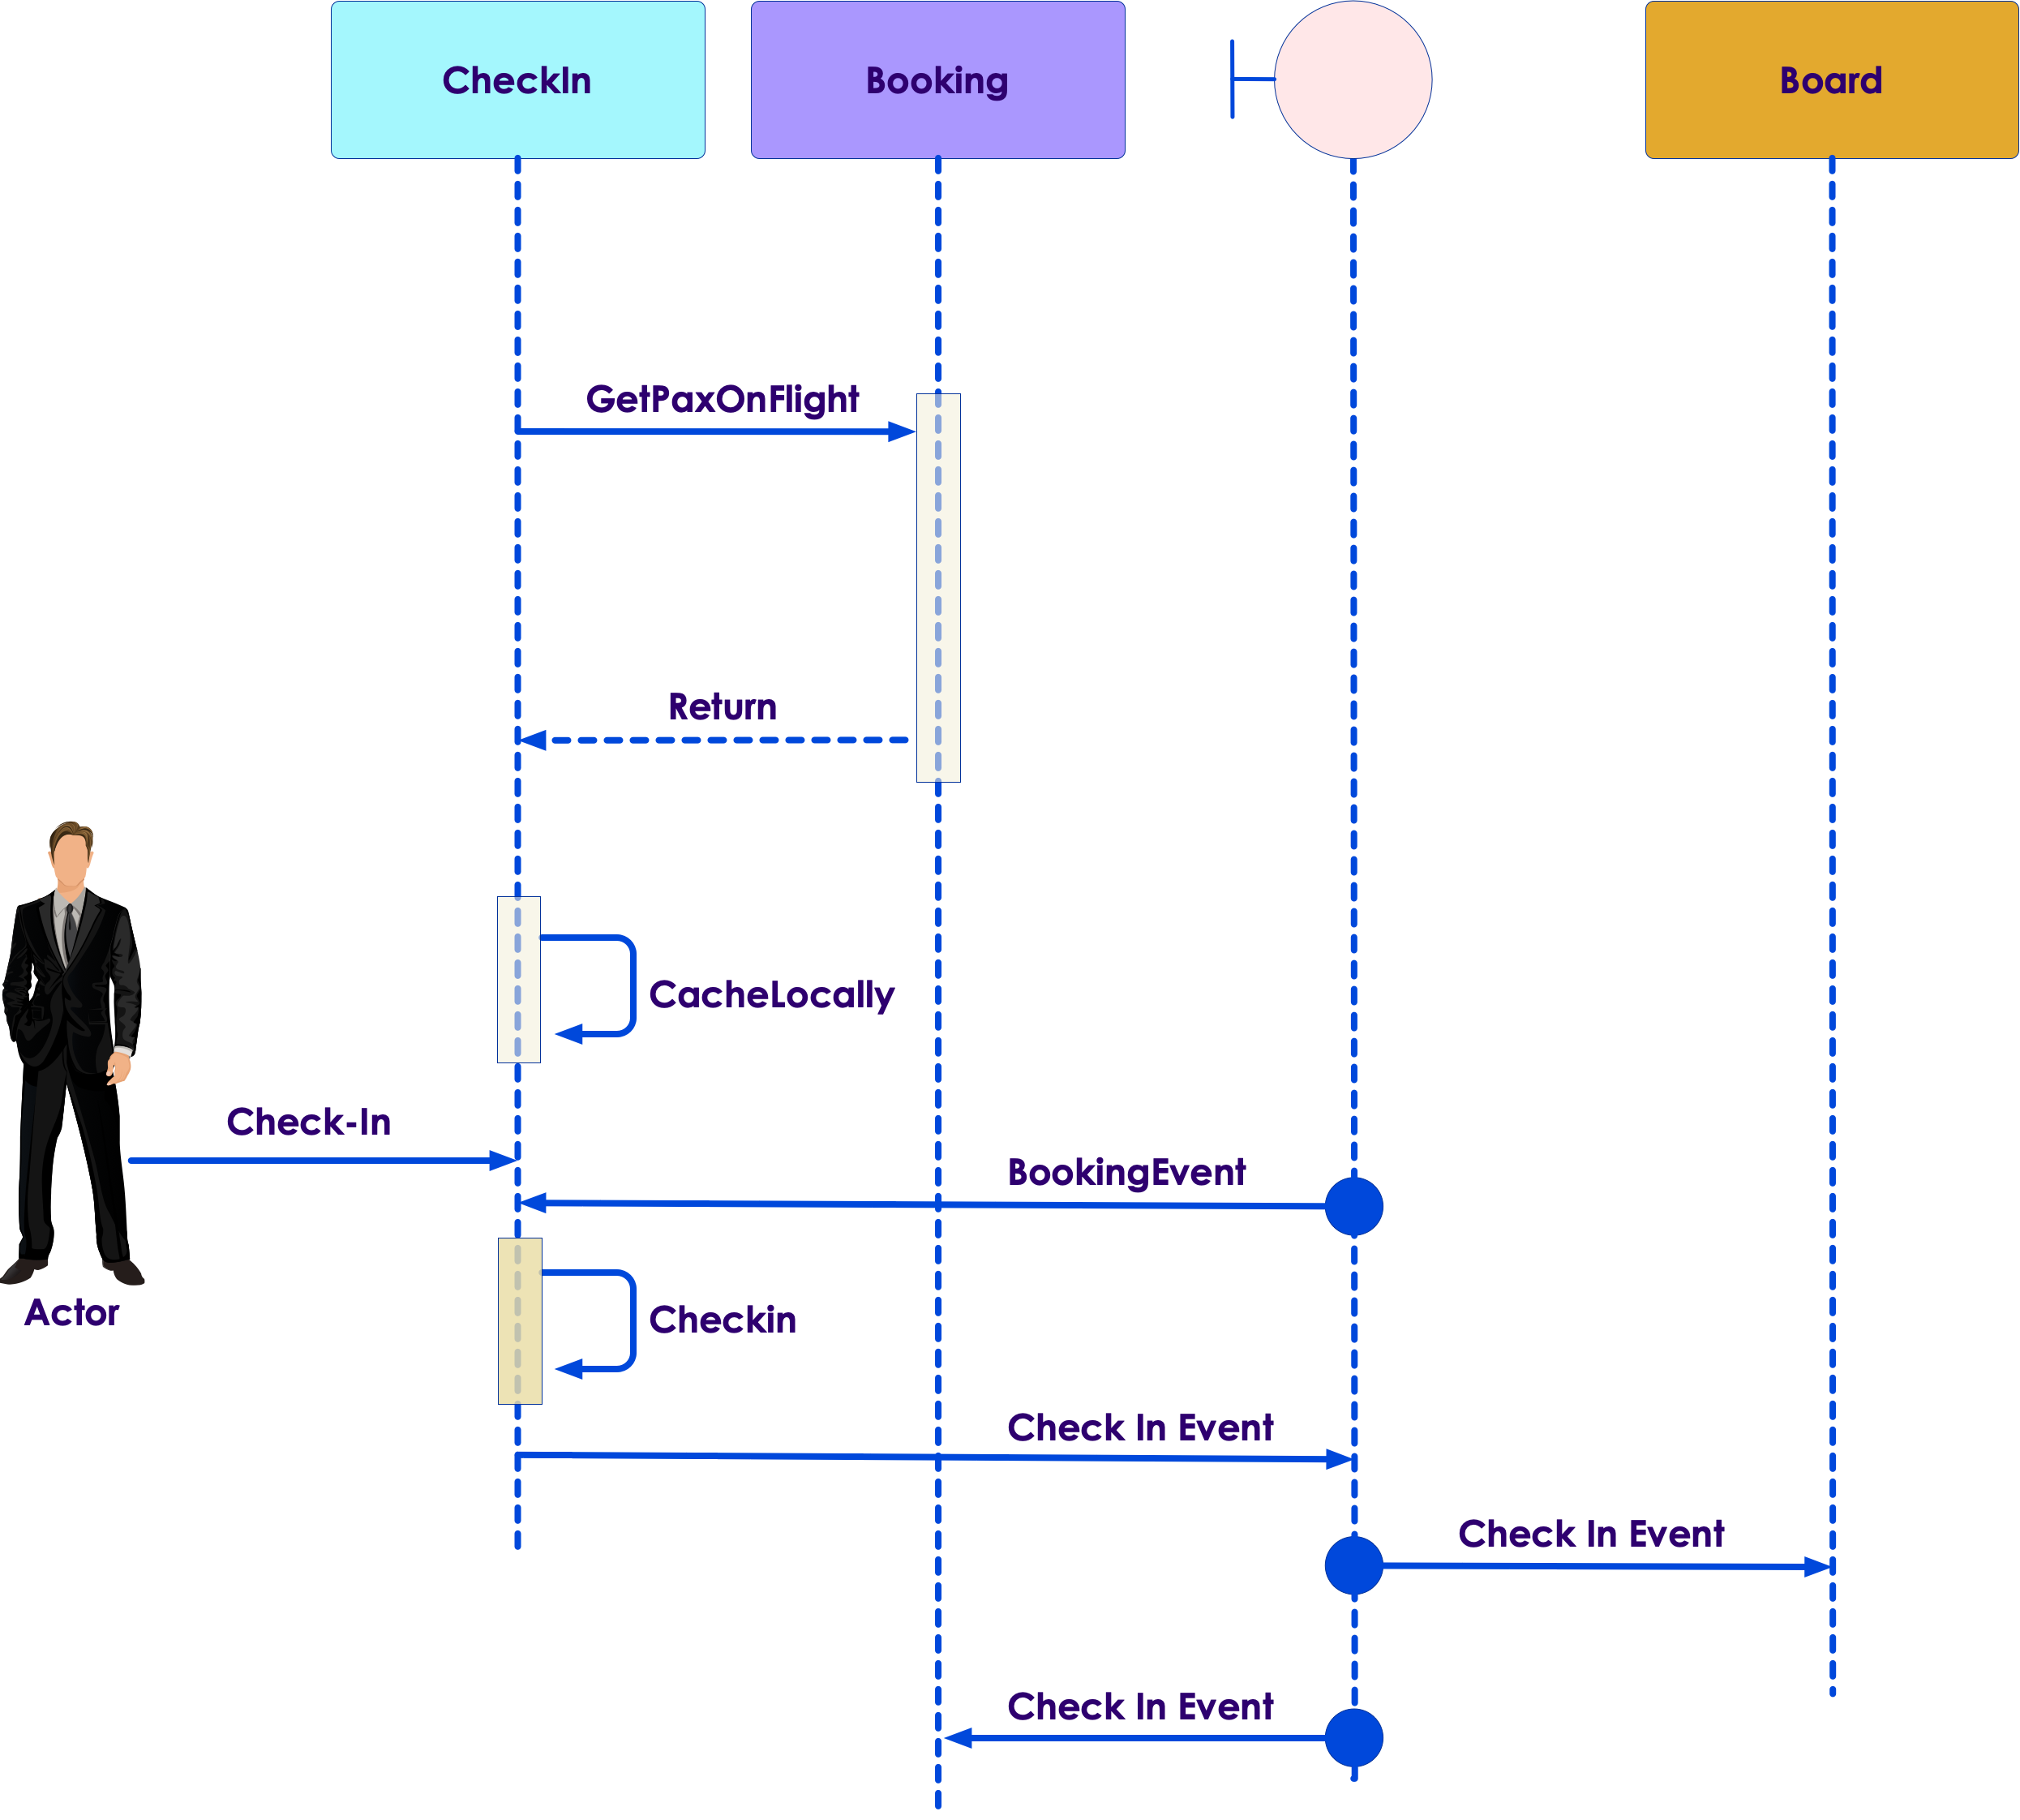 CheckIn
Booking
Board
GetPaxOnFlight
Return
CacheLocally
Check-In
BookingEvent
Actor
Checkin
Check In Event
Check In Event
Check In Event